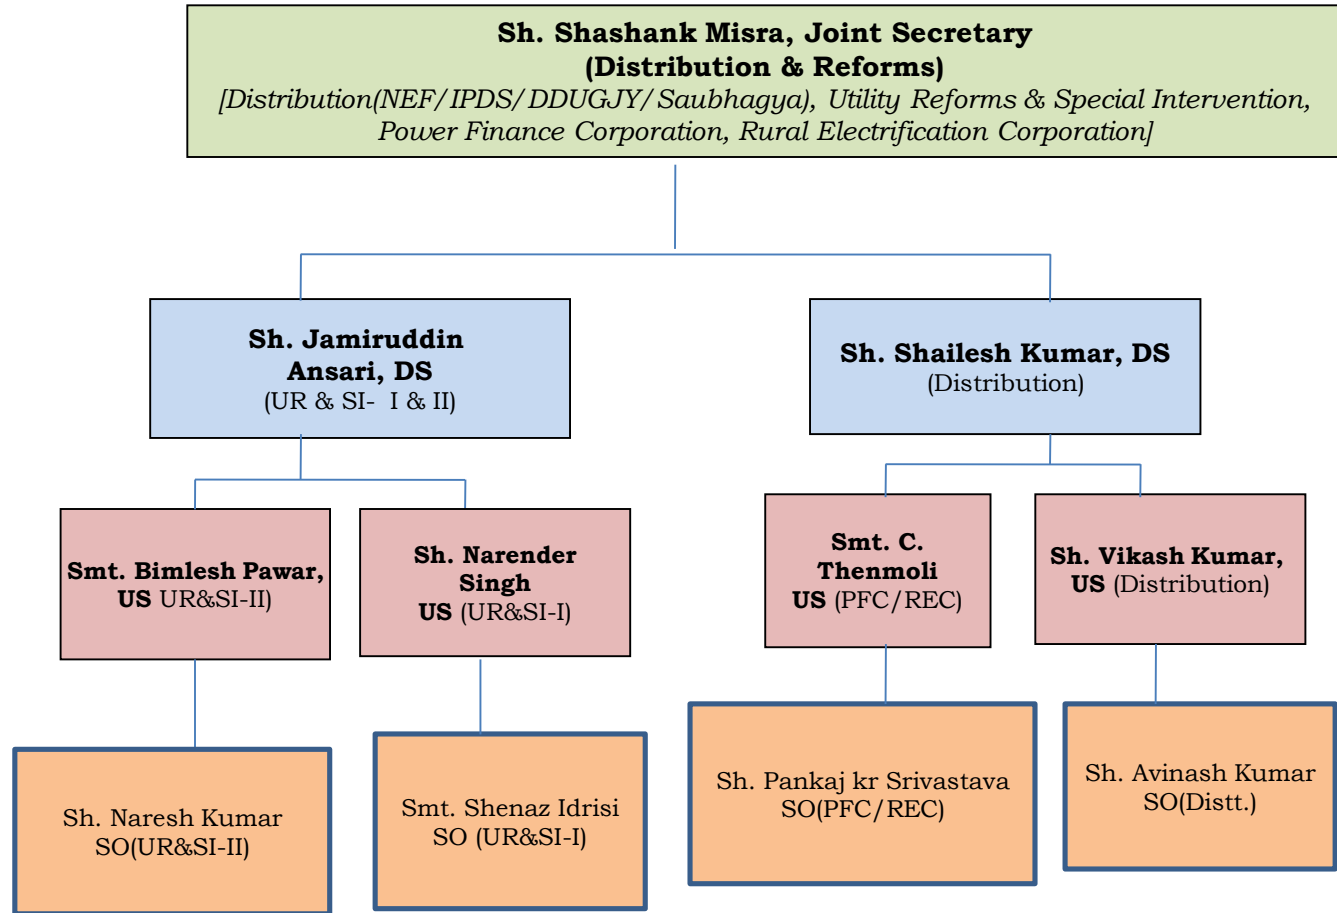 Sh. Shashank Misra, Joint Secretary
(Distribution & Reforms)
[Distribution(NEF/IPDS/DDUGJY/Saubhagya), Utility Reforms & Special Intervention,
Power Finance Corporation, Rural Electrification Corporation]
Sh. Jamiruddin
Ansari, DS
(UR & SI- I & II)
Sh. Shailesh Kumar, DS
(Distribution)
Smt. Bimlesh Pawar,
US UR&SI-II)
Sh. Narender
Singh
US (UR&SI-I)
Smt. C.
Thenmoli
US (PFC/REC)
Sh. Vikash Kumar,
US (Distribution)
Sh. Naresh Kumar
SO(UR&SI-II)
Smt. Shenaz Idrisi
SO (UR&SI-I)
Sh. Pankaj kr Srivastava
SO(PFC/REC)
Sh. Avinash Kumar
SO(Distt.)